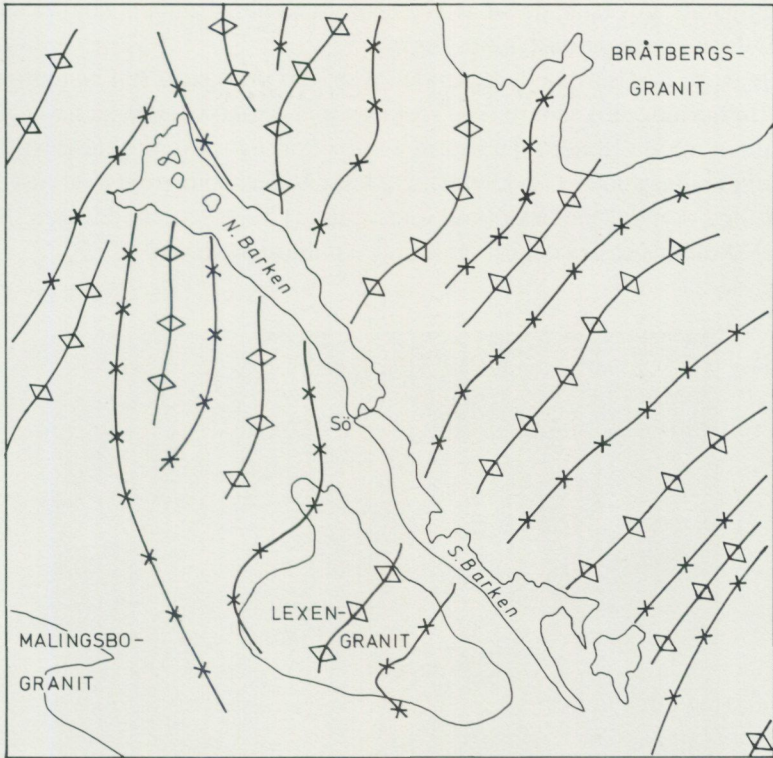 BRÅTBERGS-
GRANIT
N. Barken
Sö
S. Barken
LEXEN-
GRANIT
MALINGSBO-
GRANIT